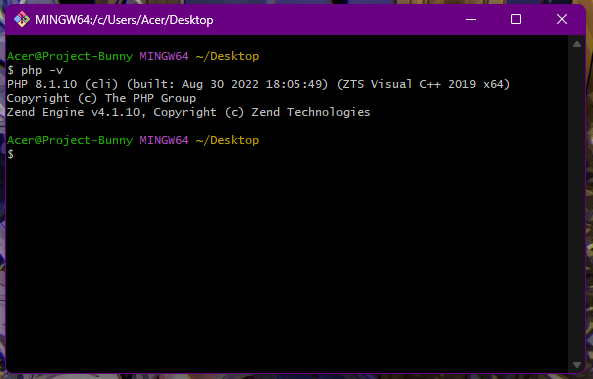 MINGW64:/c/Users/Acer/Desktop
Acer@Project-Bunny MINGW64 ~/Desktop
$ php -v
PHP 8.1.10 (cli) (built: Aug 30 2022 18:05:49) (ZTS Visual C++ 2019 x64)
Copyright (c) The PHP Group
Zend Engine v4.1.10, Copyright (c) Zend Technologies
Acer@Project-Bunny MINGW64 ~/Desktop
$